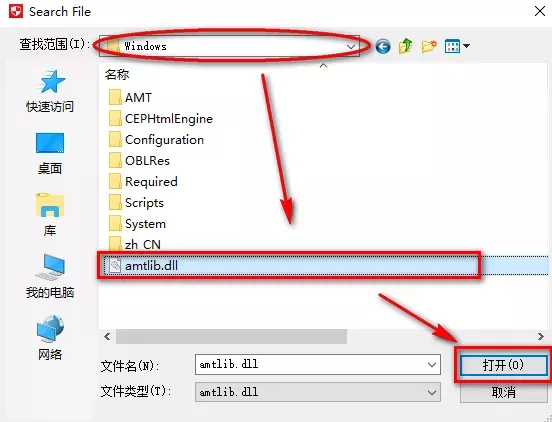 Search File
查找范围(I):
Windows
名称
快速访问
桌面
库
我的电脑
网络
AMT
CEPHtmlEngine
Configuration
OBLRes
Required
Scripts
System
zh_CN
amtlib.dll
文件名(N):
amtlib.dll
打开(O)
文件类型(T):
amtlib.dll
取消